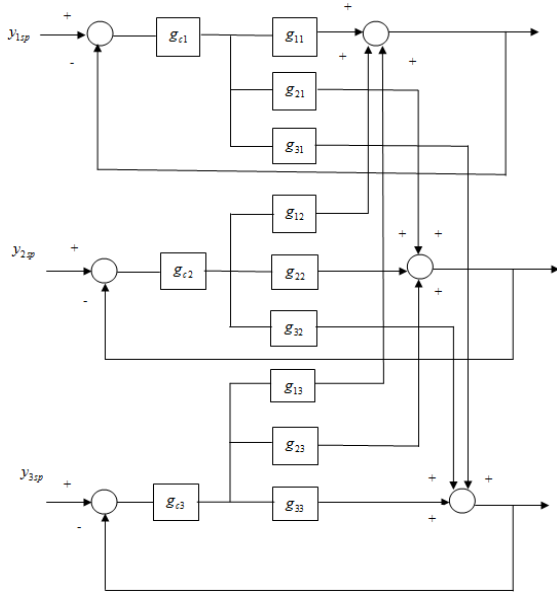 + +
y1sp gc1 g11
- + +
g21
g31
g12
y2sp + + +
gc2 g22
- +
g32
g13
g23
y3sp
+ + +
gc3 g33
- +